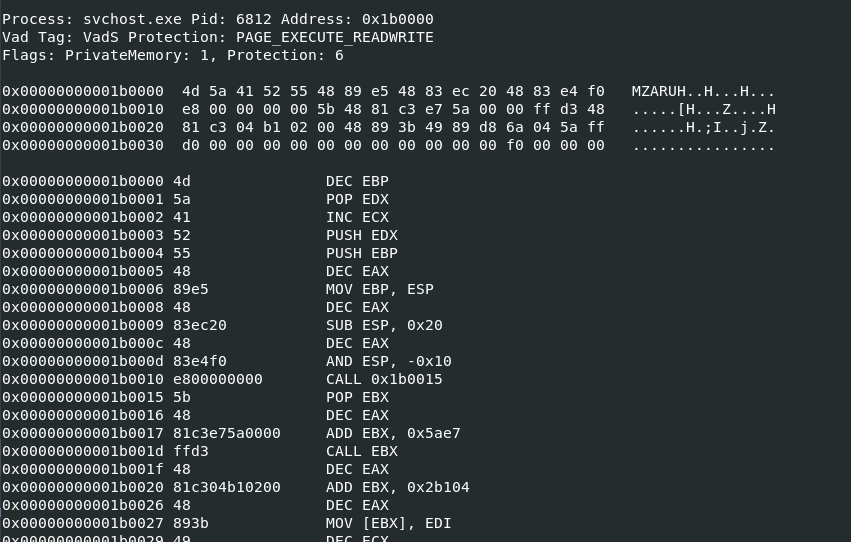 Process: svchost.exe Pid: 6812 Address: 0x1b0000
Vad Tag: VadS Protection: PAGE_EXECUTE_READWRITE
Flags: PrivateMemory: 1, Protection: 6
0x00000000001b0000  4d 5a 41 52 55 48 89 e5 48 83 ec 20 48 83 e4 f0   MZARUH..H...H...
0x00000000001b0010  e8 00 00 00 00 5b 48 81 c3 e7 5a 00 00 ff d3 48   .....[H...Z....H
0x00000000001b0020  81 c3 04 b1 02 00 48 89 3b 49 89 d8 6a 04 5a ff   ......H.;I..j.Z.
0x00000000001b0030  d0 00 00 00 00 00 00 00 00 00 00 00 f0 00 00 00   ................
0x00000000001b0000 4d               DEC EBP
0x00000000001b0001 5a               POP EDX
0x00000000001b0002 41               INC ECX
0x00000000001b0003 52               PUSH EDX
0x00000000001b0004 55               PUSH EBP
0x00000000001b0005 48               DEC EAX
0x00000000001b0006 89e5             MOV EBP, ESP
0x00000000001b0008 48               DEC EAX
0x00000000001b0009 83ec20           SUB ESP, 0x20
0x00000000001b000c 48               DEC EAX
0x00000000001b000d 83e4f0           AND ESP, -0x10
0x00000000001b0010 e800000000       CALL 0x1b0015
0x00000000001b0015 5b               POP EBX
0x00000000001b0016 48               DEC EAX
0x00000000001b0017 81c3e75a0000     ADD EBX, 0x5ae7
0x00000000001b001d ffd3             CALL EBX
0x00000000001b001f 48               DEC EAX
0x00000000001b0020 81c304b10200     ADD EBX, 0x2b104
0x00000000001b0026 48               DEC EAX
0x00000000001b0027 893b             MOV [EBX], EDI
0x00000000001b0029 49               DEC ECX